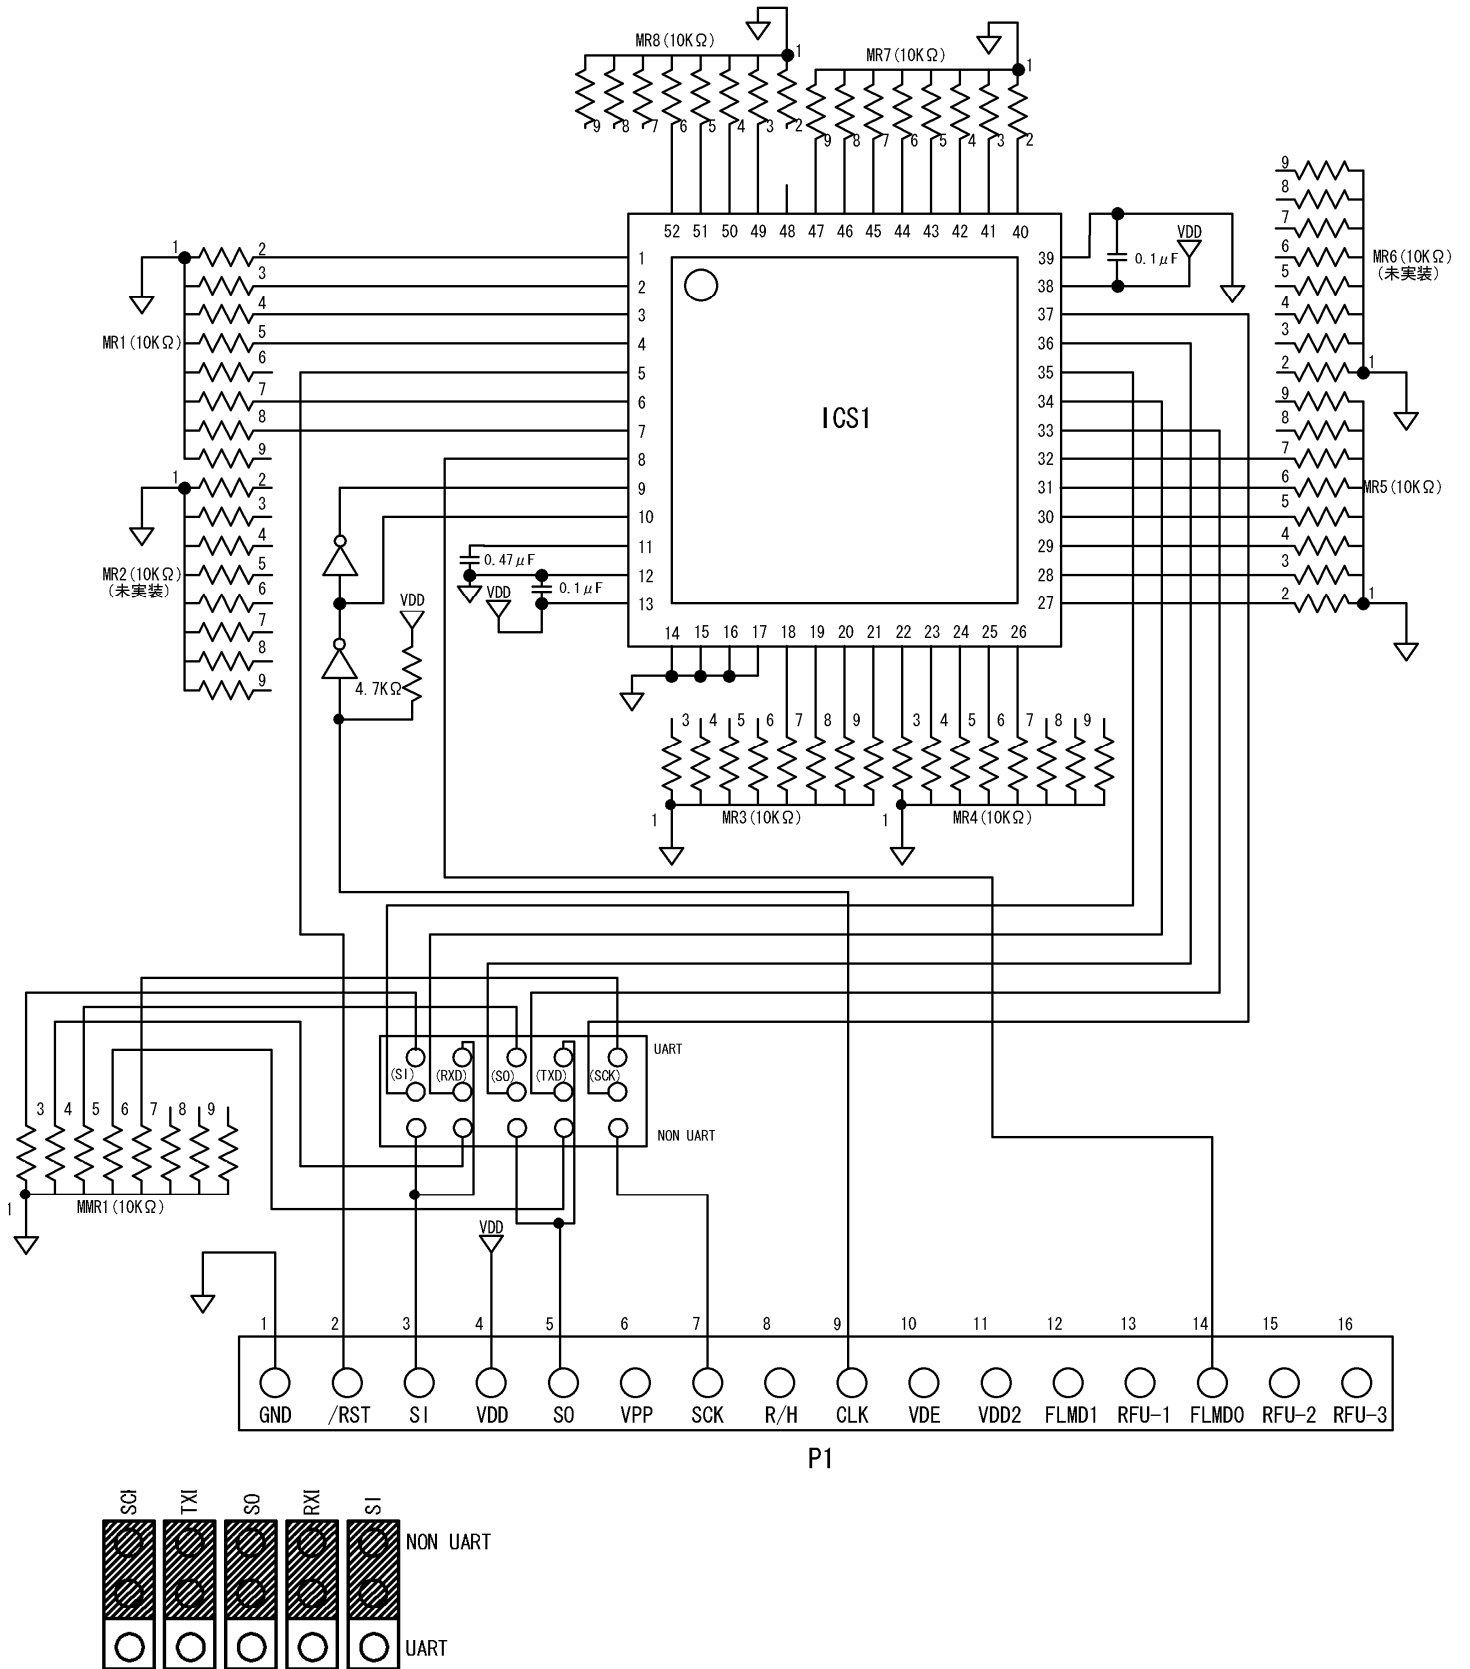 MR8(10KΩ)
1
9 8 7 6 5 4 3 2
MR7(10KΩ)
1
9 8 7 6 5 4 3 2
52 51 50 49 48 47 46 45 44 43 42 41 40
1 2 3 4 5 6 7 8 9 10 11 12 13
ICS1
39 38 37 36 35 34 33 32 31 30 29 28 27
14 15 16 17 18 19 20 21 22 23 24 25 26
1
2 3 4 5 6 7 8 9
MR1(10KΩ)
1
2 3 4 5 6 7 8 9
MR2(10KΩ)
(未実装)
VDD
4.7KΩ
0.47μF
VDD
0.1μF
VDD
0.1μF
9 8 7 6 5 4 3 2
1
MR6(10KΩ)
(未実装)
9 8 7 6 5 4 3 2
1
MR5(10KΩ)
3 4 5 6 7 8 9
1
MR3(10KΩ)
3 4 5 6 7 8 9
1
MR4(10KΩ)
UART
(SI) (RXD) (SO) (TXD) (SCK)
NON UART
3 4 5 6 7 8 9
1
MMR1(10KΩ)
VDD
1 2 3 4 5 6 7 8 9 10 11 12 13 14 15 16
GND /RST SI VDD SO VPP SCK R/H CLK VDE VDD2 FLMD1 RFU-1 FLMD0 RFU-2 RFU-3
P1
SO
SI
NON UART
UART